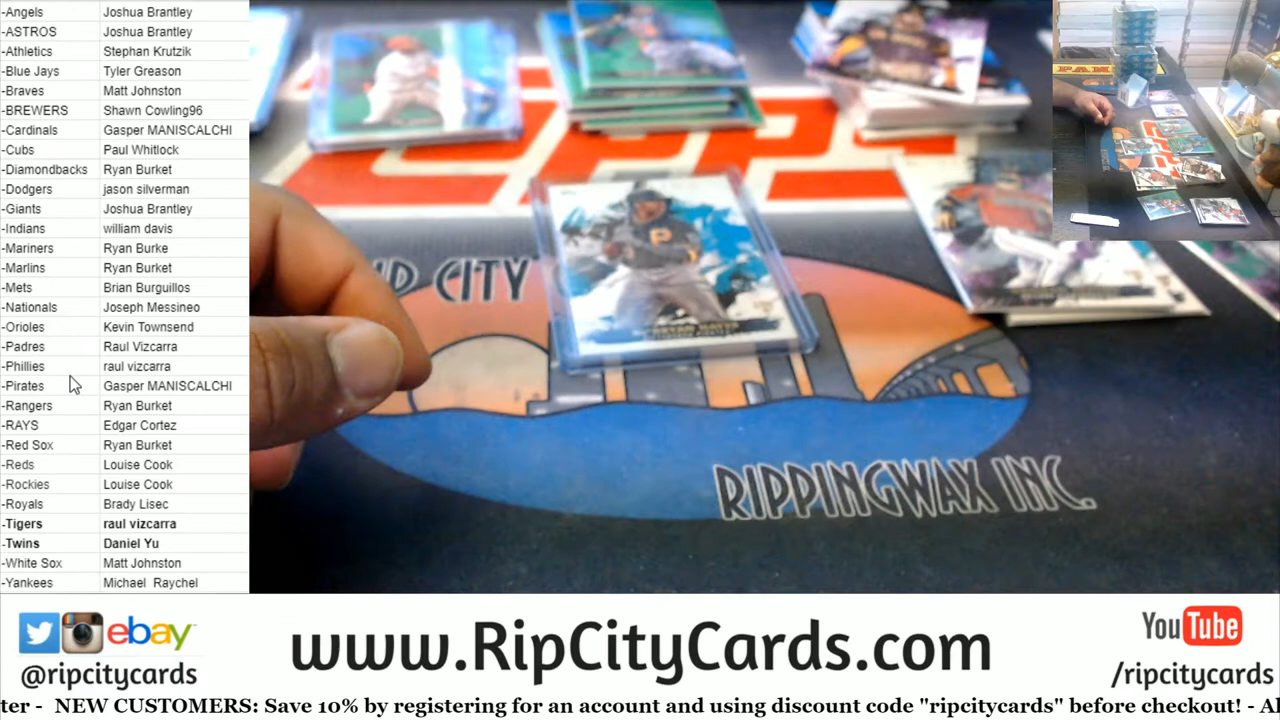 -Angels Joshua Brantley
-ASTROS Joshua Brantley
-Athletics Stephan Krutzik
-Blue Jays Tyler Greason
-Braves Matt Johnston
-BREWERS Shawn Cowling96
-Cardinals Gasper MANISCALCHI
-Cubs Paul Whitlock
-Diamondbacks Ryan Burket
-Dodgers jason silverman
-Giants Joshua Brantley
-Indians william davis
-Mariners Ryan Burke
-Marlins Ryan Burket
-Mets Brian Burguillos
-Nationals Joseph Messineo
-Orioles Kevin Townsend
-Padres Raul Vizcarra
-Phillies raul vizcarra
-Pirates Gasper MANISCALCHI
-Rangers Ryan Burket
-RAYS Edgar Cortez
-Red Sox Ryan Burket
-Reds Louise Cook
-Rockies Louise Cook
-Royals Brady Lisec
-Tigers raul vizcarra
-Twins Daniel Yu
-White Sox Matt Johnston
-Yankees Michael Raychel
P
CITY
RIPPINGWAX INC.
ebay
@ripcitycards
www.RipCityCards.com
YouTube
/ripcitycards
ter - NEW CUSTOMERS: Save 10% by registering for an account and using discount code "ripcitycards" before checkout! - Al